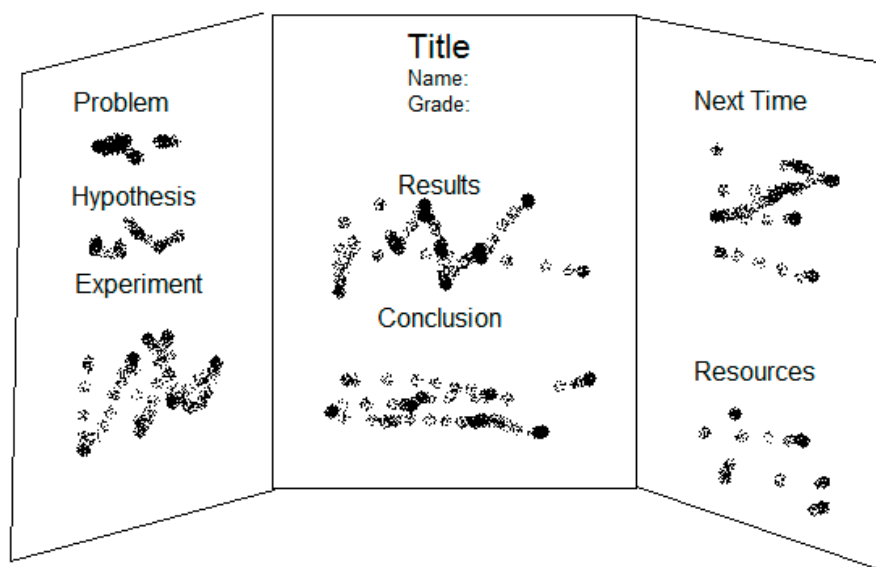 Problem
Hypothesis
Experiment
Title
Name:
Grade:
Results
Conclusion
Next Time
Resources